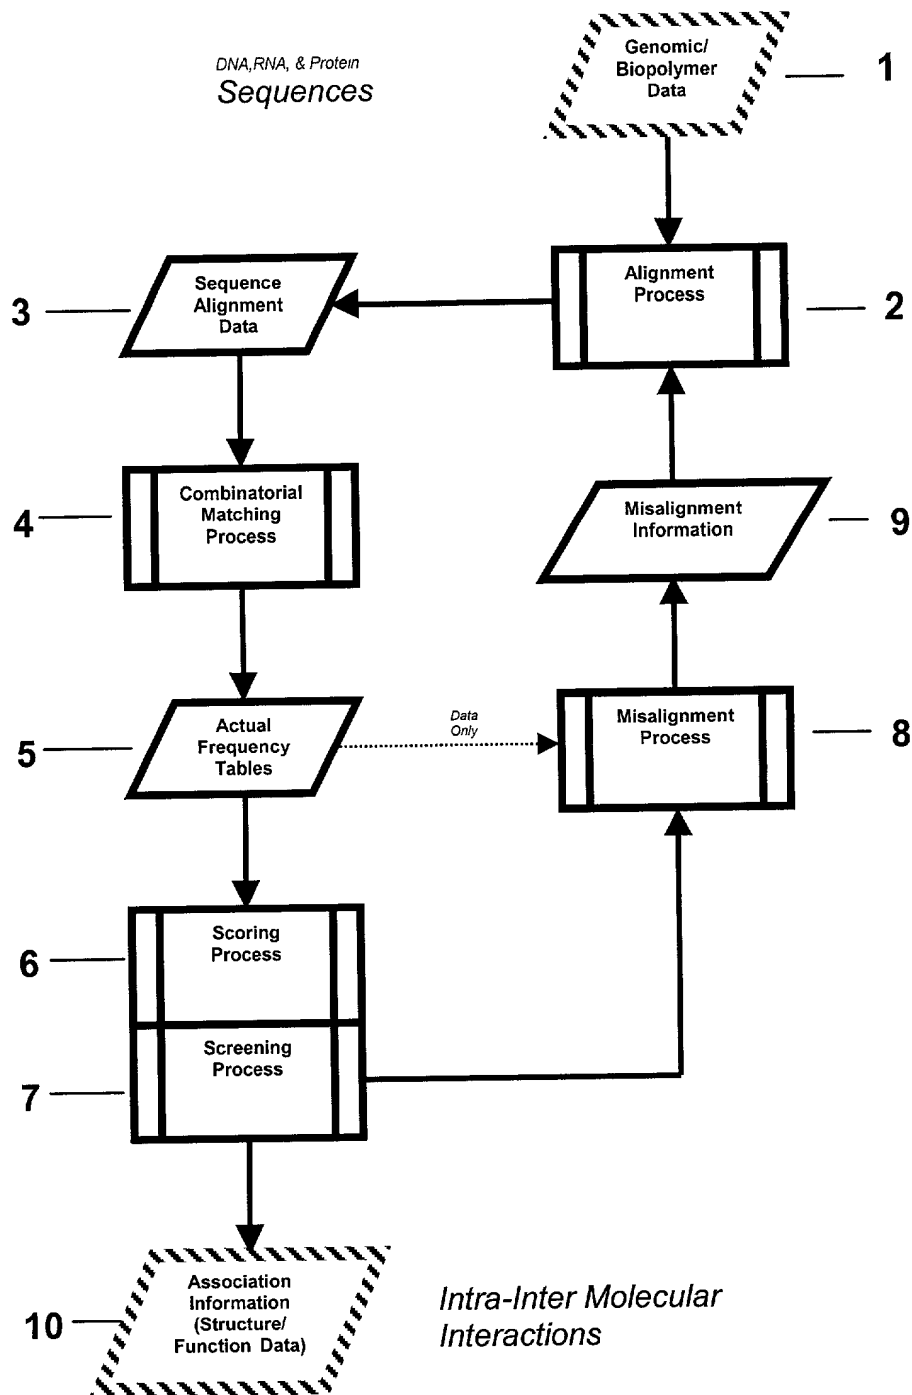 DNA,RNA, & Protein
Sequences
Genomic/
Biopolymer
Data
1
Alignment
Process
2
Sequence
Alignment
Data
3
Combinatorial
Matching
Process
4
Misalignment
Information
9
Actual
Frequency
Tables
5
Data
Only
Misalignment
Process
8
Scoring
Process
6
Screening
Process
7
Association
Information
(Structure/
Function Data)
10
Intra-Inter Molecular
Interactions